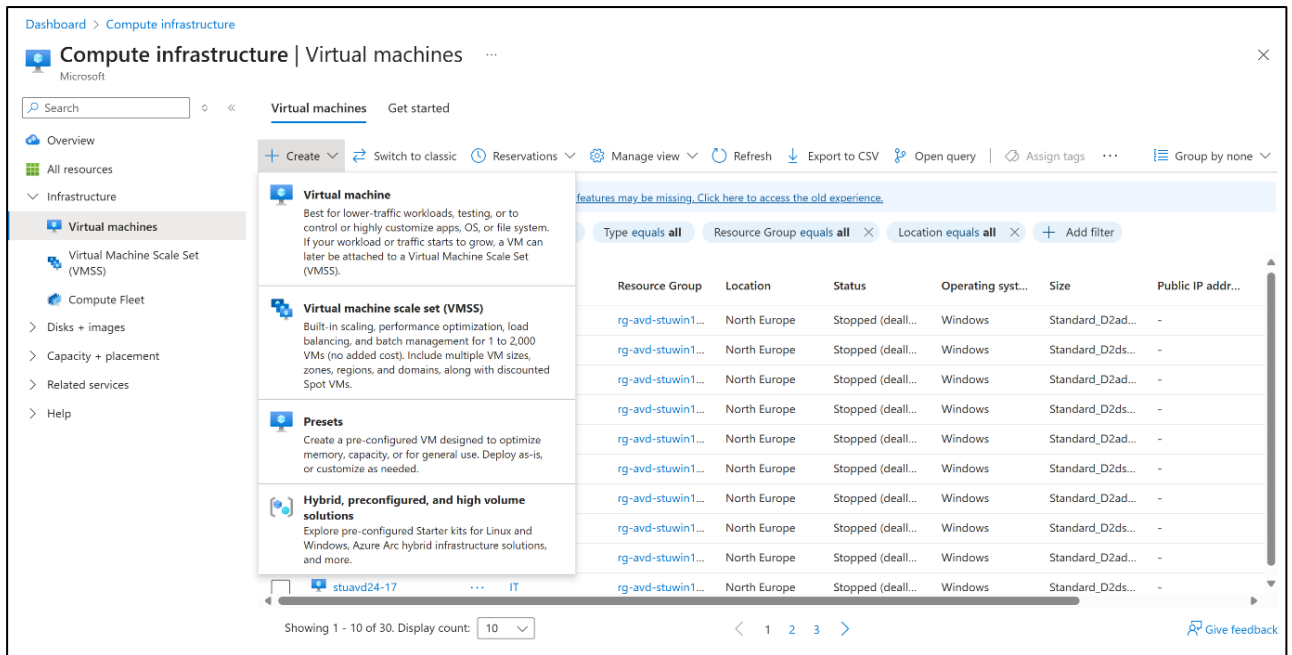 Dashboard > Compute infrastructure
Compute infrastructure | Virtual machines ...
Microsoft
Search
Overview
All resources
Infrastructure
Virtual machines
Virtual Machine Scale Set
(VMSS)
Compute Fleet
Disks + images
Capacity + placement
Related services
Help
Virtual machines Get started
+ Create Switch to classic Reservations Manage view Refresh Export to CSV Open query Assign tags ... Group by none
Virtual machine
Best for lower-traffic workloads, testing, or to
control or highly customize apps, OS, or file system.
If your workload or traffic starts to grow, a VM can
later be attached to a Virtual Machine Scale Set
(VMSS).
Virtual machine scale set (VMSS)
Built-in scaling, performance optimization, load
balancing, and batch management for 1 to 2,000
VMs (no added cost). Include multiple VM sizes,
zones, regions, and domains, along with discounted
Spot VMs.
Presets
Create a pre-configured VM designed to optimize
memory, capacity, or for general use. Deploy as-is,
or customize as needed.
Hybrid, preconfigured, and high volume
solutions
Explore pre-configured Starter kits for Linux and
Windows, Azure Arc hybrid infrastructure solutions,
and more.
features may be missing. Click here to access the old experience.
Type equals all Resource Group equals all Location equals all + Add filter
Resource Group Location Status Operating syst... Size Public IP addr...
rg-avd-stuwin1... North Europe Stopped (deall... Windows Standard_D2ad... -
rg-avd-stuwin1... North Europe Stopped (deall... Windows Standard_D2ds... -
rg-avd-stuwin1... North Europe Stopped (deall... Windows Standard_D2ad... -
rg-avd-stuwin1... North Europe Stopped (deall... Windows Standard_D2ds... -
rg-avd-stuwin1... North Europe Stopped (deall... Windows Standard_D2ad... -
rg-avd-stuwin1... North Europe Stopped (deall... Windows Standard_D2ds... -
rg-avd-stuwin1... North Europe Stopped (deall... Windows Standard_D2ad... -
rg-avd-stuwin1... North Europe Stopped (deall... Windows Standard_D2ds... -
rg-avd-stuwin1... North Europe Stopped (deall... Windows Standard_D2ad... -
stuavd24-17 ... IT rg-avd-stuwin1... North Europe Stopped (deall... Windows Standard_D2ds... -
Showing 1 - 10 of 30. Display count: 10
< 1 2 3 >
Give feedback